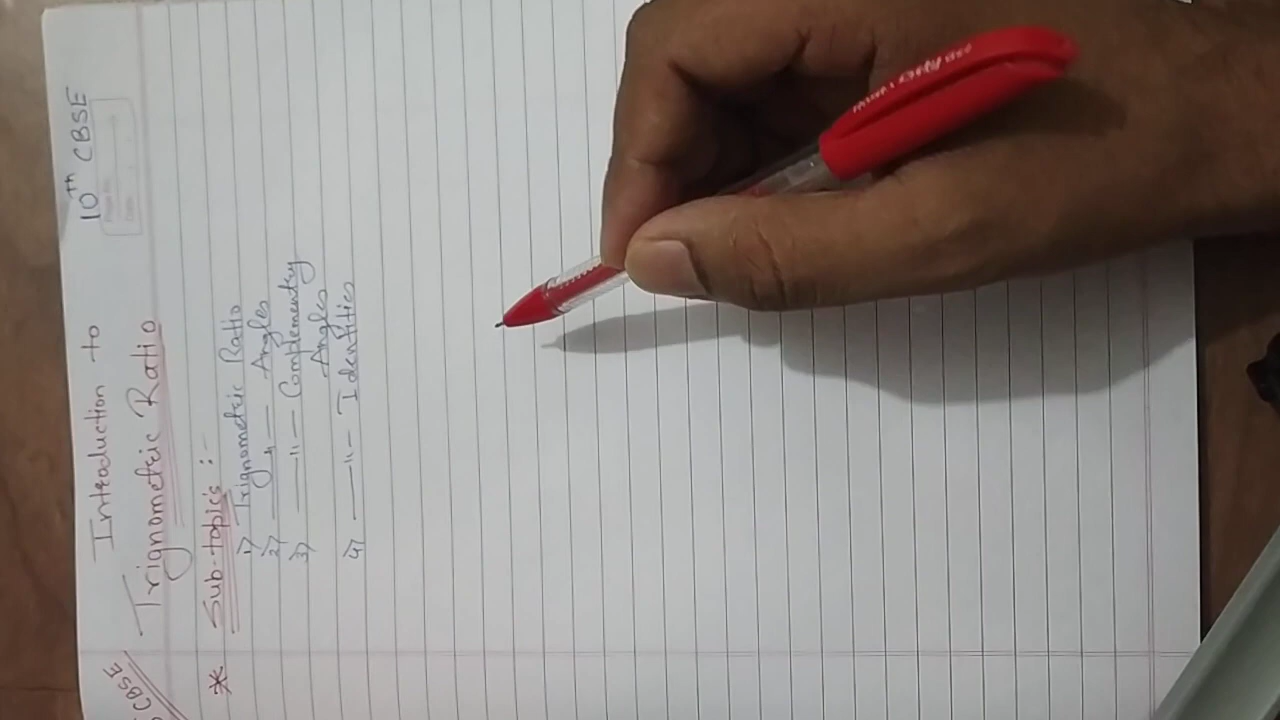 10th CBSE
Introduction to
Trignometric Ratio
CBSE
* Sub-topics :-
1) Trignometric Ratio
2) —"— Angles
3) —"— Complementry
Angles
4) —"— Identities